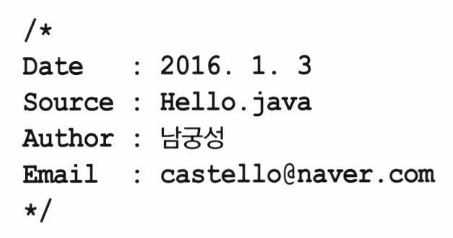 /*
Date   : 2016. 1. 3
Source : Hello.java
Author : 남궁성
Email  : castello@naver.com
*/